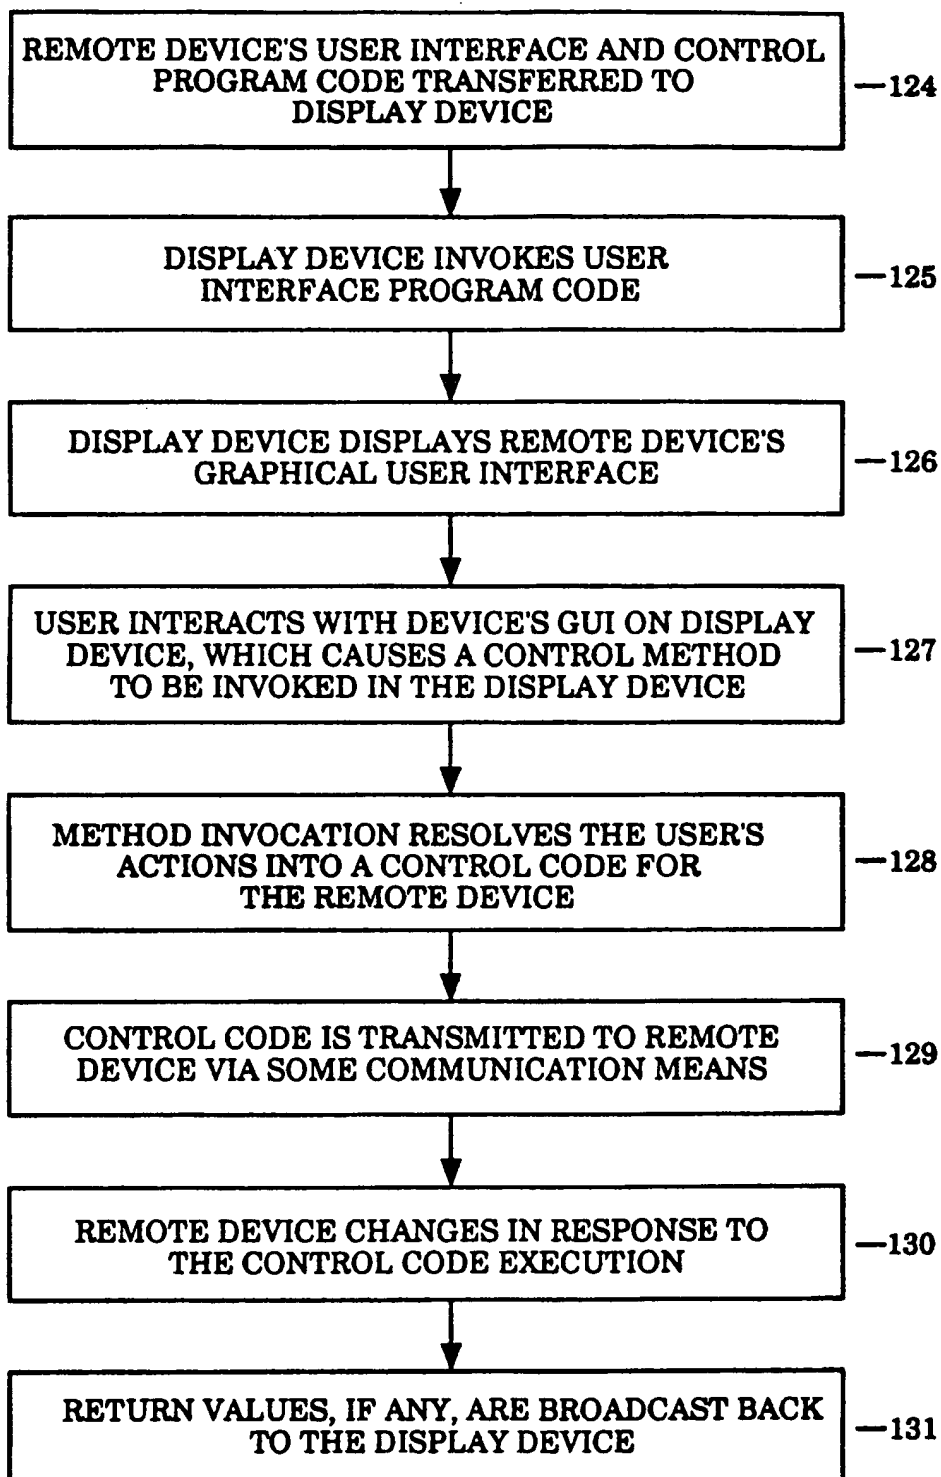 REMOTE DEVICE'S USER INTERFACE AND CONTROL
PROGRAM CODE TRANSFERRED TO
DISPLAY DEVICE
124
DISPLAY DEVICE INVOKES USER
INTERFACE PROGRAM CODE
125
DISPLAY DEVICE DISPLAYS REMOTE DEVICE'S
GRAPHICAL USER INTERFACE
126
USER INTERACTS WITH DEVICE'S GUI ON DISPLAY
DEVICE, WHICH CAUSES A CONTROL METHOD
TO BE INVOKED IN THE DISPLAY DEVICE
127
METHOD INVOCATION RESOLVES THE USER'S
ACTIONS INTO A CONTROL CODE FOR
THE REMOTE DEVICE
128
CONTROL CODE IS TRANSMITTED TO REMOTE
DEVICE VIA SOME COMMUNICATION MEANS
129
REMOTE DEVICE CHANGES IN RESPONSE TO
THE CONTROL CODE EXECUTION
130
RETURN VALUES, IF ANY, ARE BROADCAST BACK
TO THE DISPLAY DEVICE
131